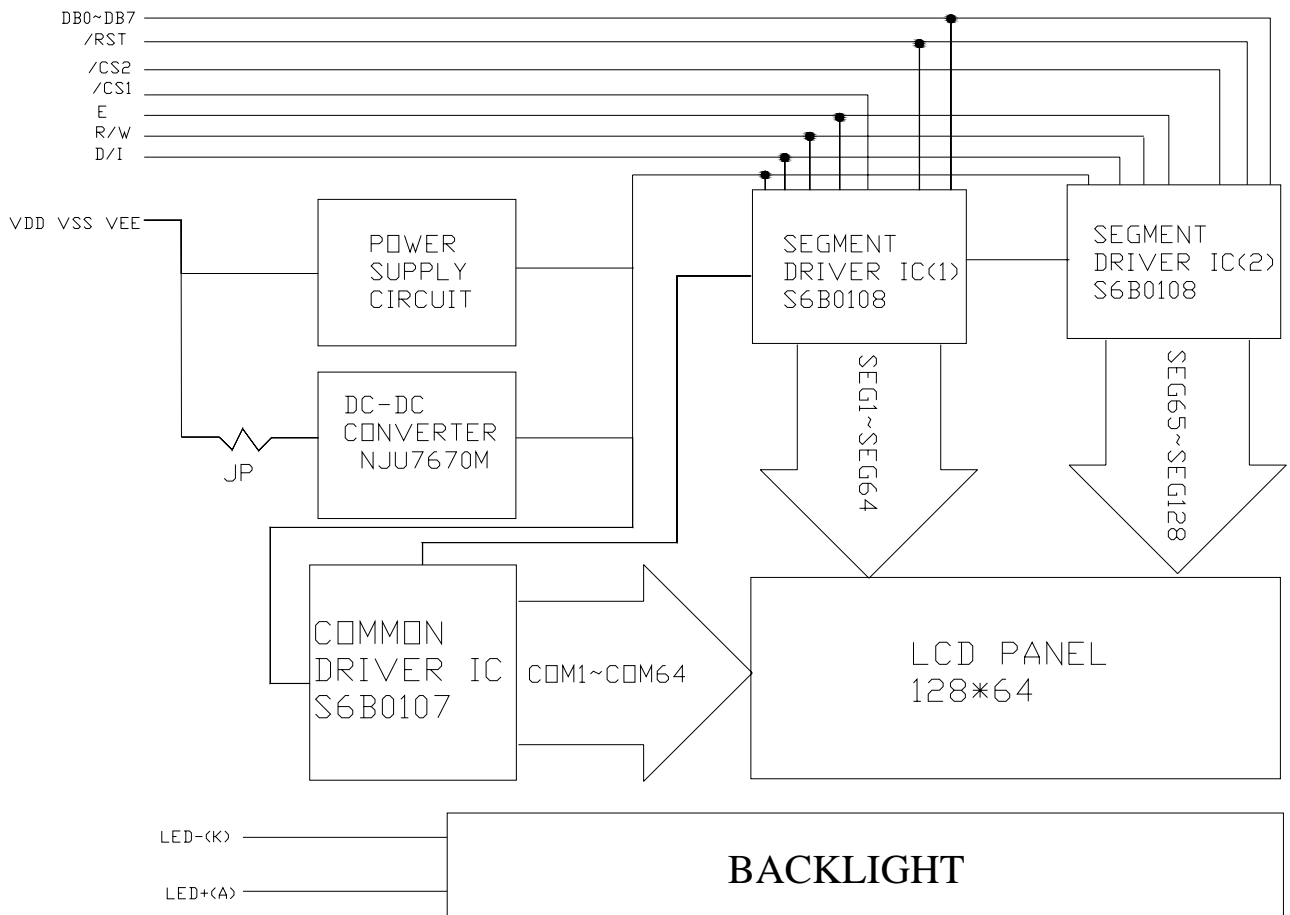 DB0~DB7
/RST
/CS2
/CS1
E
R/W
D/I
VDD VSS VEE
POWER
SUPPLY
CIRCUIT
SEGMENT
DRIVER IC(1)
S6B0108
SEGMENT
DRIVER IC(2)
S6B0108
DC-DC
CONVERTER
NJU7670M
JP
SEG1~SEG64
SEG65~SEG128
COMMON
DRIVER IC
S6B0107
COM1~COM64
LCD PANEL
128*64
LED-(K)
LED+(A)
BACKLIGHT